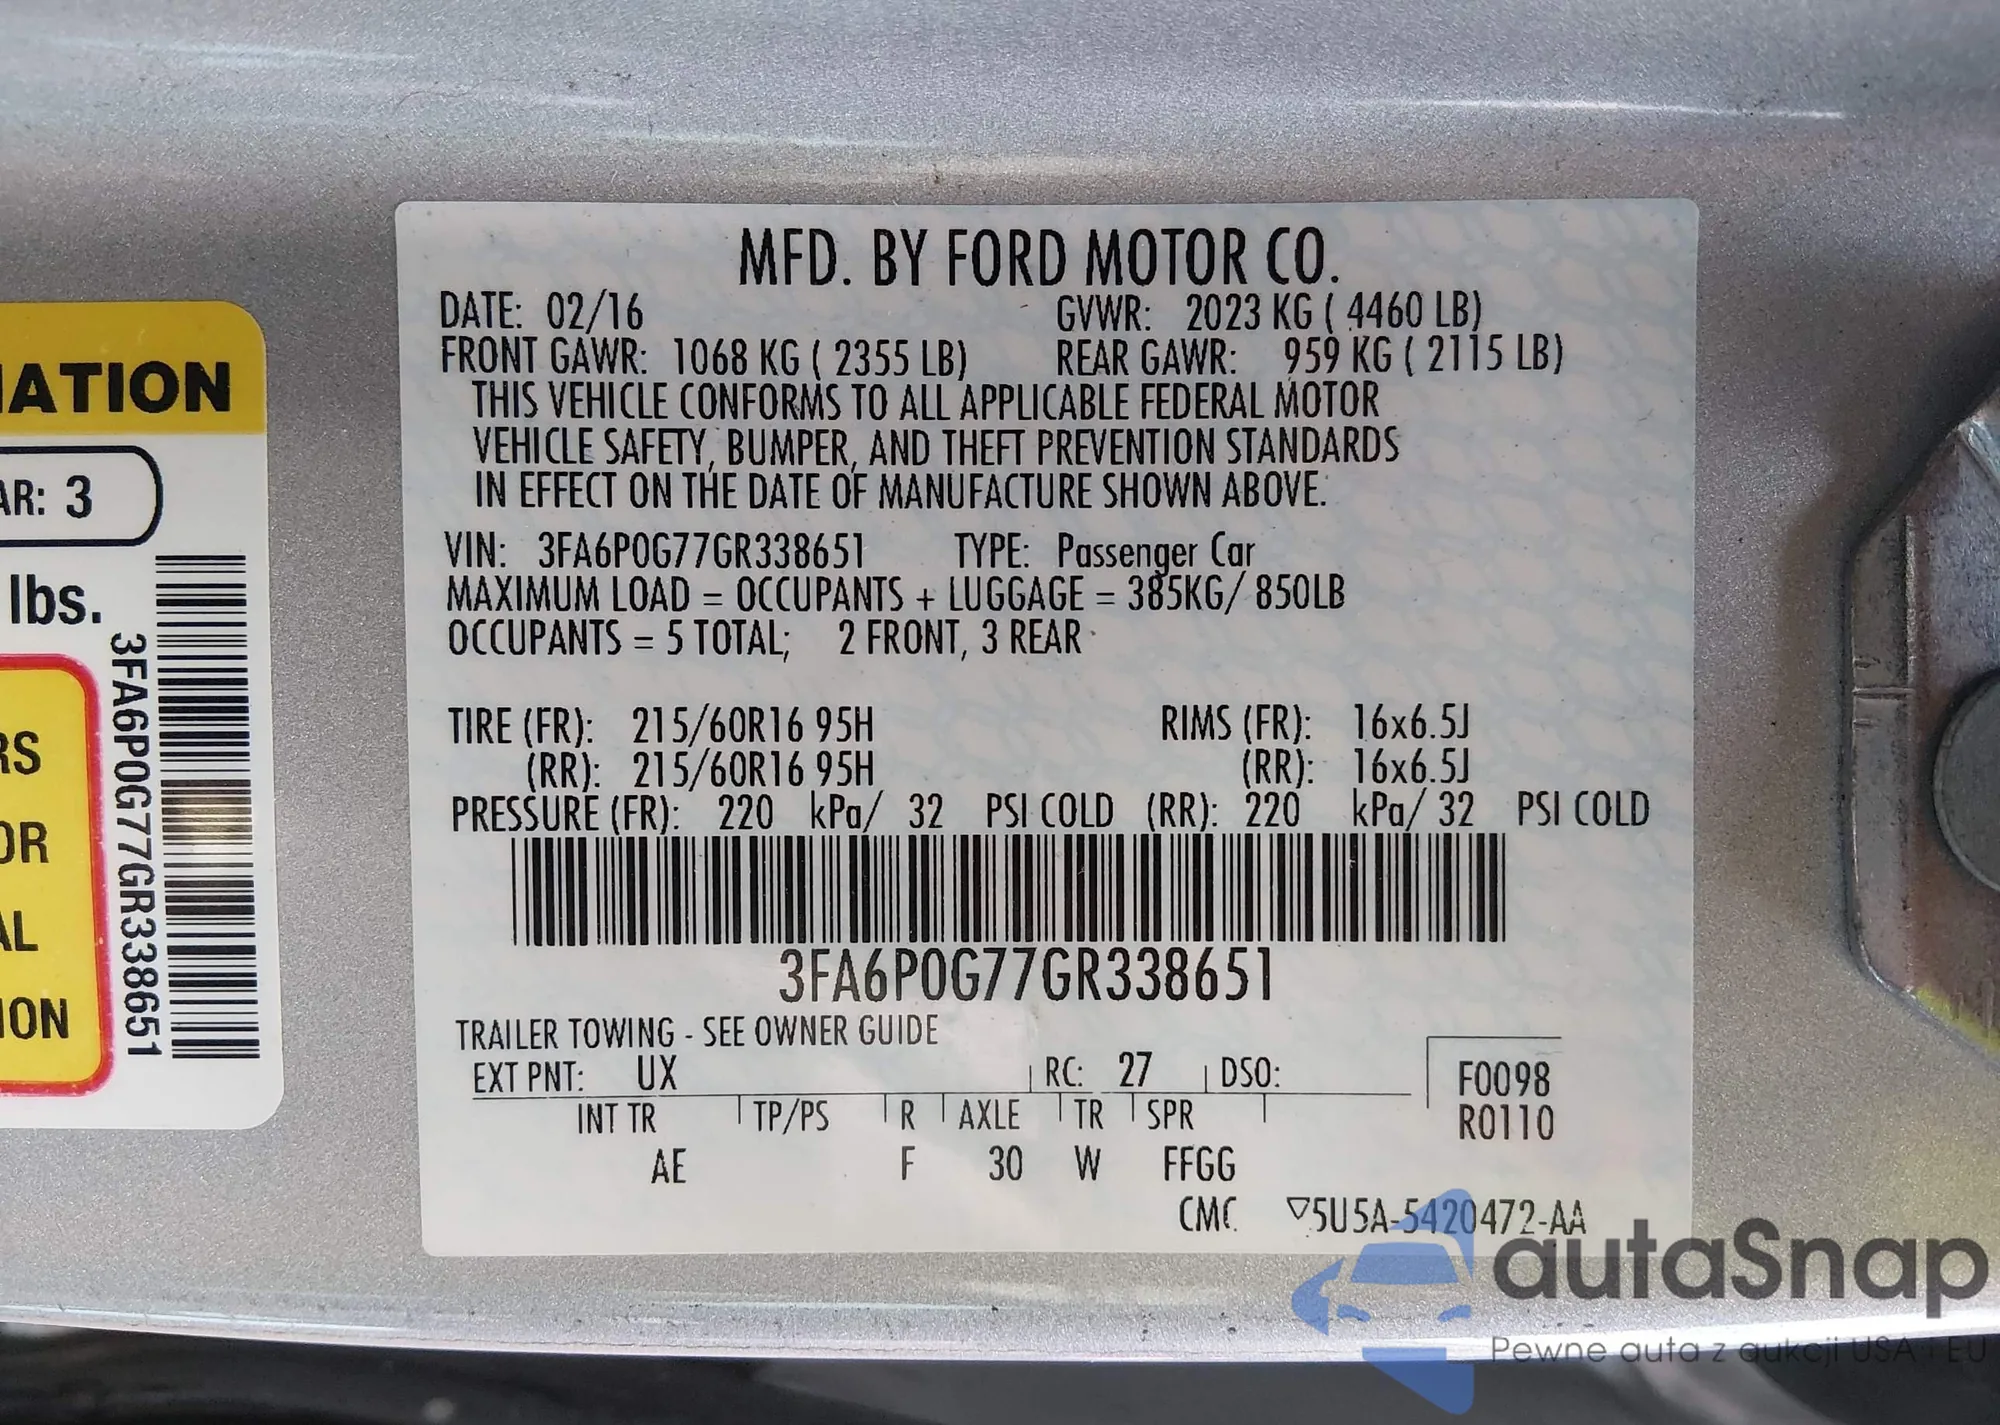 MFD. BY FORD MOTOR CO.
DATE: 02/16 GVWR: 2023 KG ( 4460 LB)
FRONT GAWR: 1068 KG ( 2355 LB) REAR GAWR: 959 KG ( 2115 LB)
THIS VEHICLE CONFORMS TO ALL APPLICABLE FEDERAL MOTOR
VEHICLE SAFETY, BUMPER, AND THEFT PREVENTION STANDARDS
IN EFFECT ON THE DATE OF MANUFACTURE SHOWN ABOVE.
VIN: 3FA6P0G77GR338651 TYPE: Passenger Car
MAXIMUM LOAD = OCCUPANTS + LUGGAGE = 385KG/ 850LB
OCCUPANTS = 5 TOTAL; 2 FRONT, 3 REAR
TIRE (FR): 215/60R16 95H RIMS (FR): 16x6.5J
(RR): 215/60R16 95H (RR): 16x6.5J
PRESSURE (FR): 220 kPa/ 32 PSI COLD (RR): 220 kPa/ 32 PSI COLD
3FA6P0G77GR338651
TRAILER TOWING - SEE OWNER GUIDE
EXT PNT: UX RC: 27 DSO: F0098
INT TR TP/PS R AXLE TR SPR R0110
AE F 30 W FFGG
CMC ▽5U5A-5420472-AA
IATION
AR: 3
lbs.
3FA6P0G77GR338651
RS
OR
AL
ION
autaSnap
Pewne auta z aukcji USA i EU